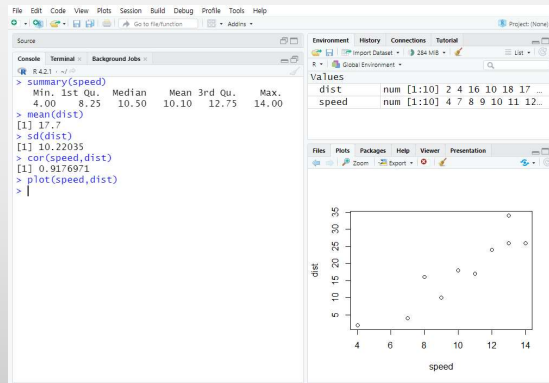 File Edit Code View Plots Session Build Debug Profile Tools Help
Go to file/function Addins Project: (None)
Source
Console Terminal × Background Jobs ×
R 4.2.1 · ~/
> summary(speed)
Min. 1st Qu. Median Mean 3rd Qu. Max.
4.00 8.25 10.50 10.10 12.75 14.00
> mean(dist)
[1] 17.7
> sd(dist)
[1] 10.22035
> cor(speed,dist)
[1] 0.9176971
> plot(speed,dist)
>
Environment History Connections Tutorial
Import Dataset 284 MiB List
R Global Environment
Values
dist num [1:10] 2 4 16 10 18 17 ...
speed num [1:10] 4 7 8 9 10 11 12...
Files Plots Packages Help Viewer Presentation
Zoom Export
35
30
25
20
15
10
5
dist
4 6 8 10 12 14
speed